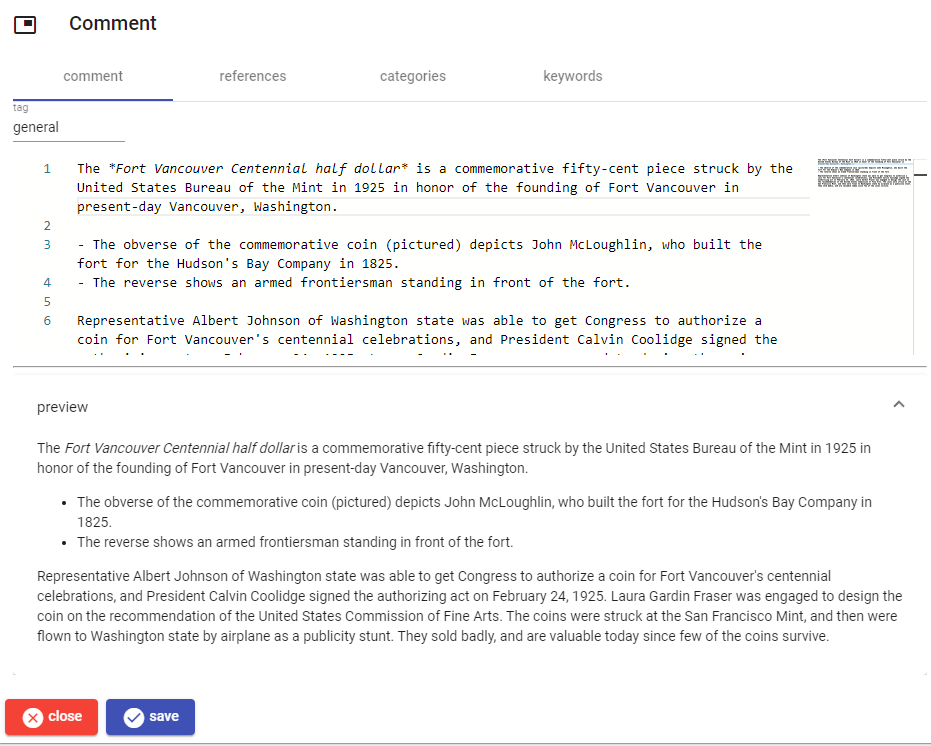 Comment
comment references categories keywords
tag
general
1 The *Fort Vancouver Centennial half dollar* is a commemorative fifty-cent piece struck by the
United States Bureau of the Mint in 1925 in honor of the founding of Fort Vancouver in
present-day Vancouver, Washington.
2
3 - The obverse of the commemorative coin (pictured) depicts John McLoughlin, who built the
fort for the Hudson's Bay Company in 1825.
4 - The reverse shows an armed frontiersman standing in front of the fort.
5
6 Representative Albert Johnson of Washington state was able to get Congress to authorize a
coin for Fort Vancouver's centennial celebrations, and President Calvin Coolidge signed the
preview
The Fort Vancouver Centennial half dollar is a commemorative fifty-cent piece struck by the United States Bureau of the Mint in 1925 in
honor of the founding of Fort Vancouver in present-day Vancouver, Washington.
• The obverse of the commemorative coin (pictured) depicts John McLoughlin, who built the fort for the Hudson's Bay Company in
1825.
• The reverse shows an armed frontiersman standing in front of the fort.
Representative Albert Johnson of Washington state was able to get Congress to authorize a coin for Fort Vancouver's centennial
celebrations, and President Calvin Coolidge signed the authorizing act on February 24, 1925. Laura Gardin Fraser was engaged to design the
coin on the recommendation of the United States Commission of Fine Arts. The coins were struck at the San Francisco Mint, and then were
flown to Washington state by airplane as a publicity stunt. They sold badly, and are valuable today since few of the coins survive.
close save